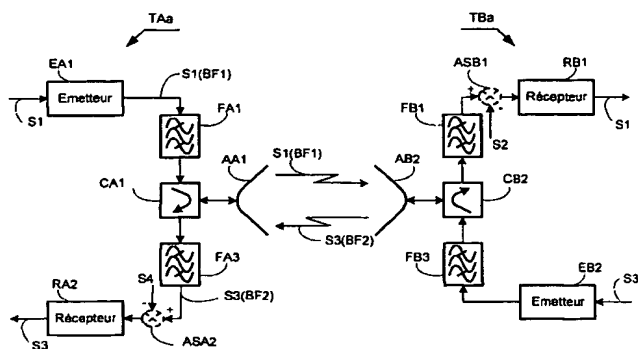 TAa
TBa
EA1
Emetteur
S1
S1(BF1)
FA1
CA1
AA1
S1(BF1)
S3(BF2)
FA3
S3(BF2)
RA2
Récepteur
S3
S4
-
+
ASA2
ASB1
+
-
S2
RB1
Récepteur
S1
FB1
AB2
CB2
FB3
EB2
Emetteur
S3